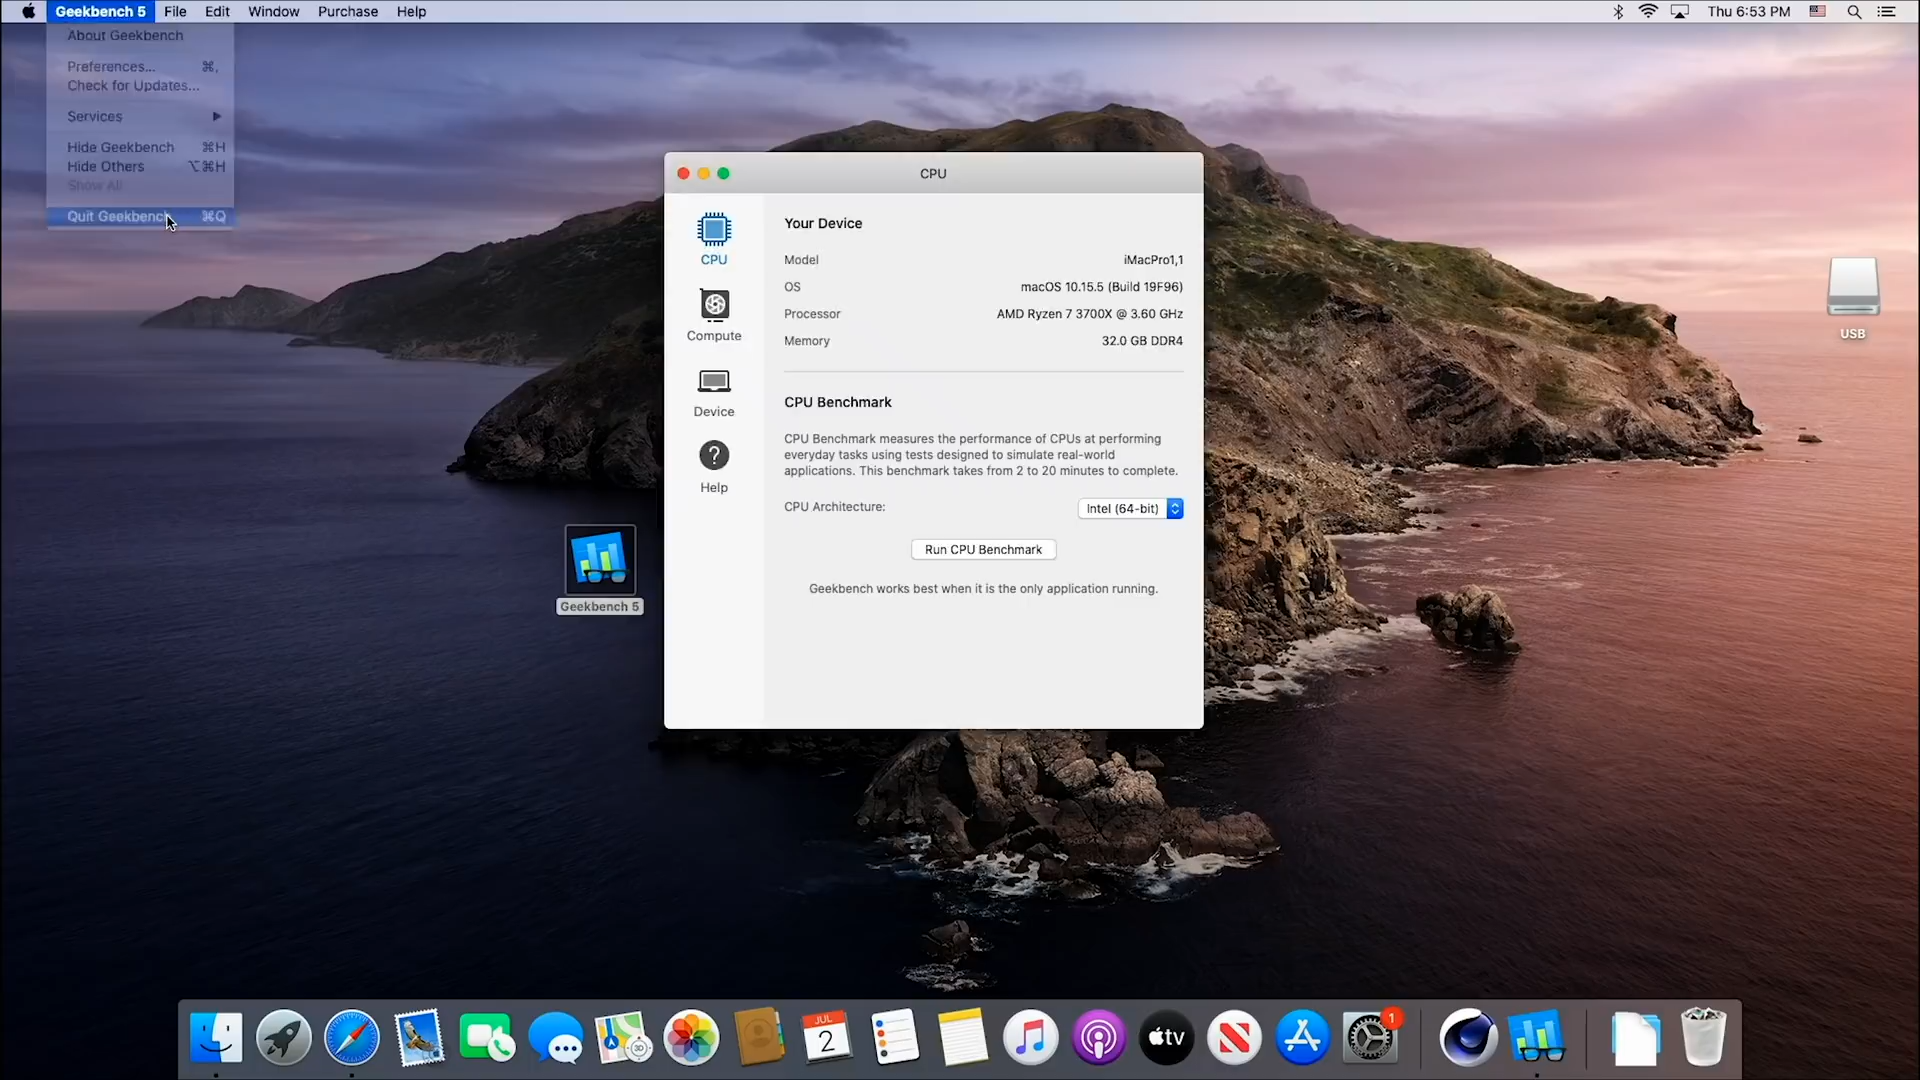 Geekbench 5 File Edit Window Purchase Help
Thu 6:53 PM
About Geekbench
Preferences... ⌘,
Check for Updates...
Services
Hide Geekbench ⌘H
Hide Others ⌥⌘H
Show All
Quit Geekbench ⌘Q
CPU
CPU
Compute
Device
? Help
Your Device
Model iMacPro1,1
OS macOS 10.15.5 (Build 19F96)
Processor AMD Ryzen 7 3700X @ 3.60 GHz
Memory 32.0 GB DDR4
CPU Benchmark
CPU Benchmark measures the performance of CPUs at performing
everyday tasks using tests designed to simulate real-world
applications. This benchmark takes from 2 to 20 minutes to complete.
CPU Architecture: Intel (64-bit)
Run CPU Benchmark
Geekbench works best when it is the only application running.
Geekbench 5
USB
3D
JUL
2
tv
1